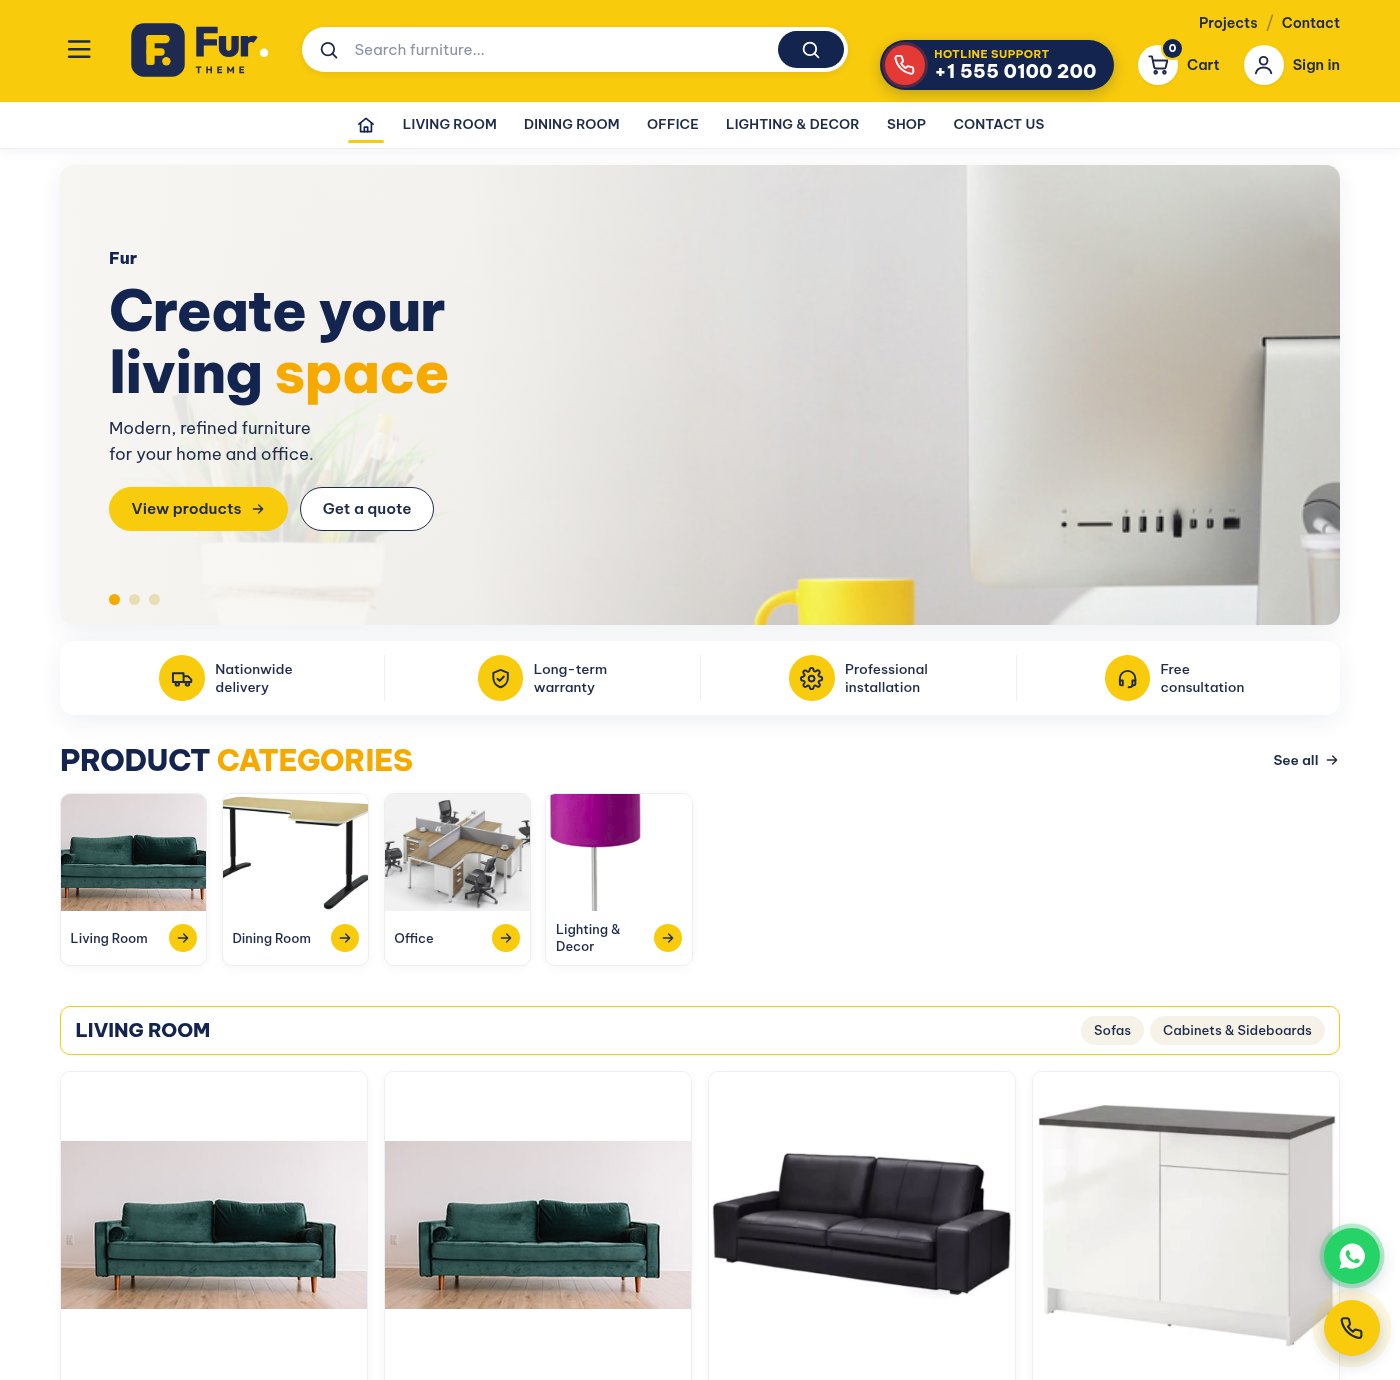 Projects / Contact
Fur.
THEME
Search furniture...
HOTLINE SUPPORT
+1 555 0100 200
0
Cart
Sign in
LIVING ROOM
DINING ROOM
OFFICE
LIGHTING & DECOR
SHOP
CONTACT US
Fur
Create your
living space
Modern, refined furniture
for your home and office.
View products
Get a quote
Nationwide
delivery
Long-term
warranty
Professional
installation
Free
consultation
PRODUCT CATEGORIES
See all
Living Room
Dining Room
Office
Lighting &
Decor
LIVING ROOM
Sofas
Cabinets & Sideboards